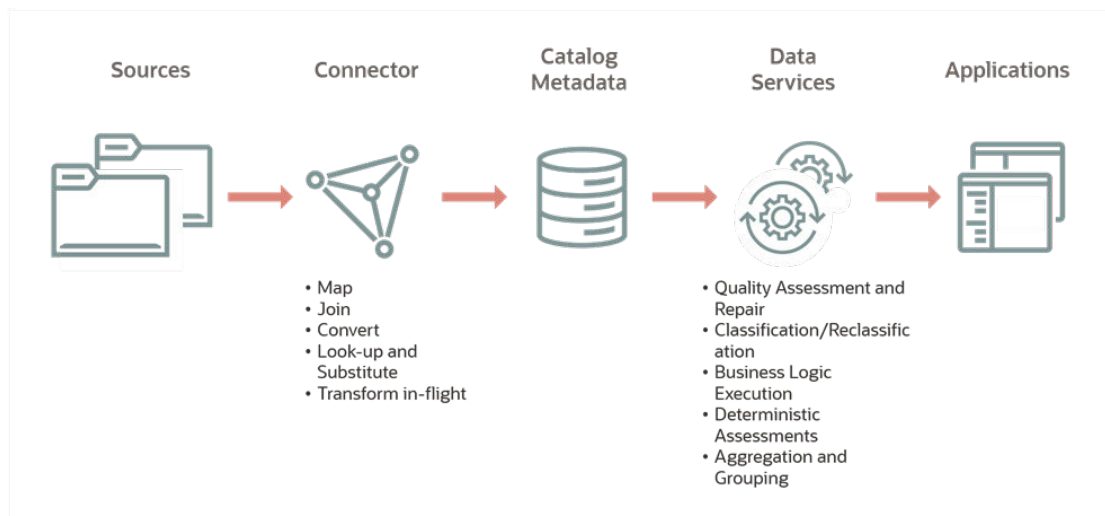 Sources
Connector
Catalog
Metadata
Data
Services
Applications
• Map
• Join
• Convert
• Look-up and
Substitute
• Transform in-flight
• Quality Assessment and
Repair
• Classification/Reclassific
ation
• Business Logic
Execution
• Deterministic
Assessments
• Aggregation and
Grouping